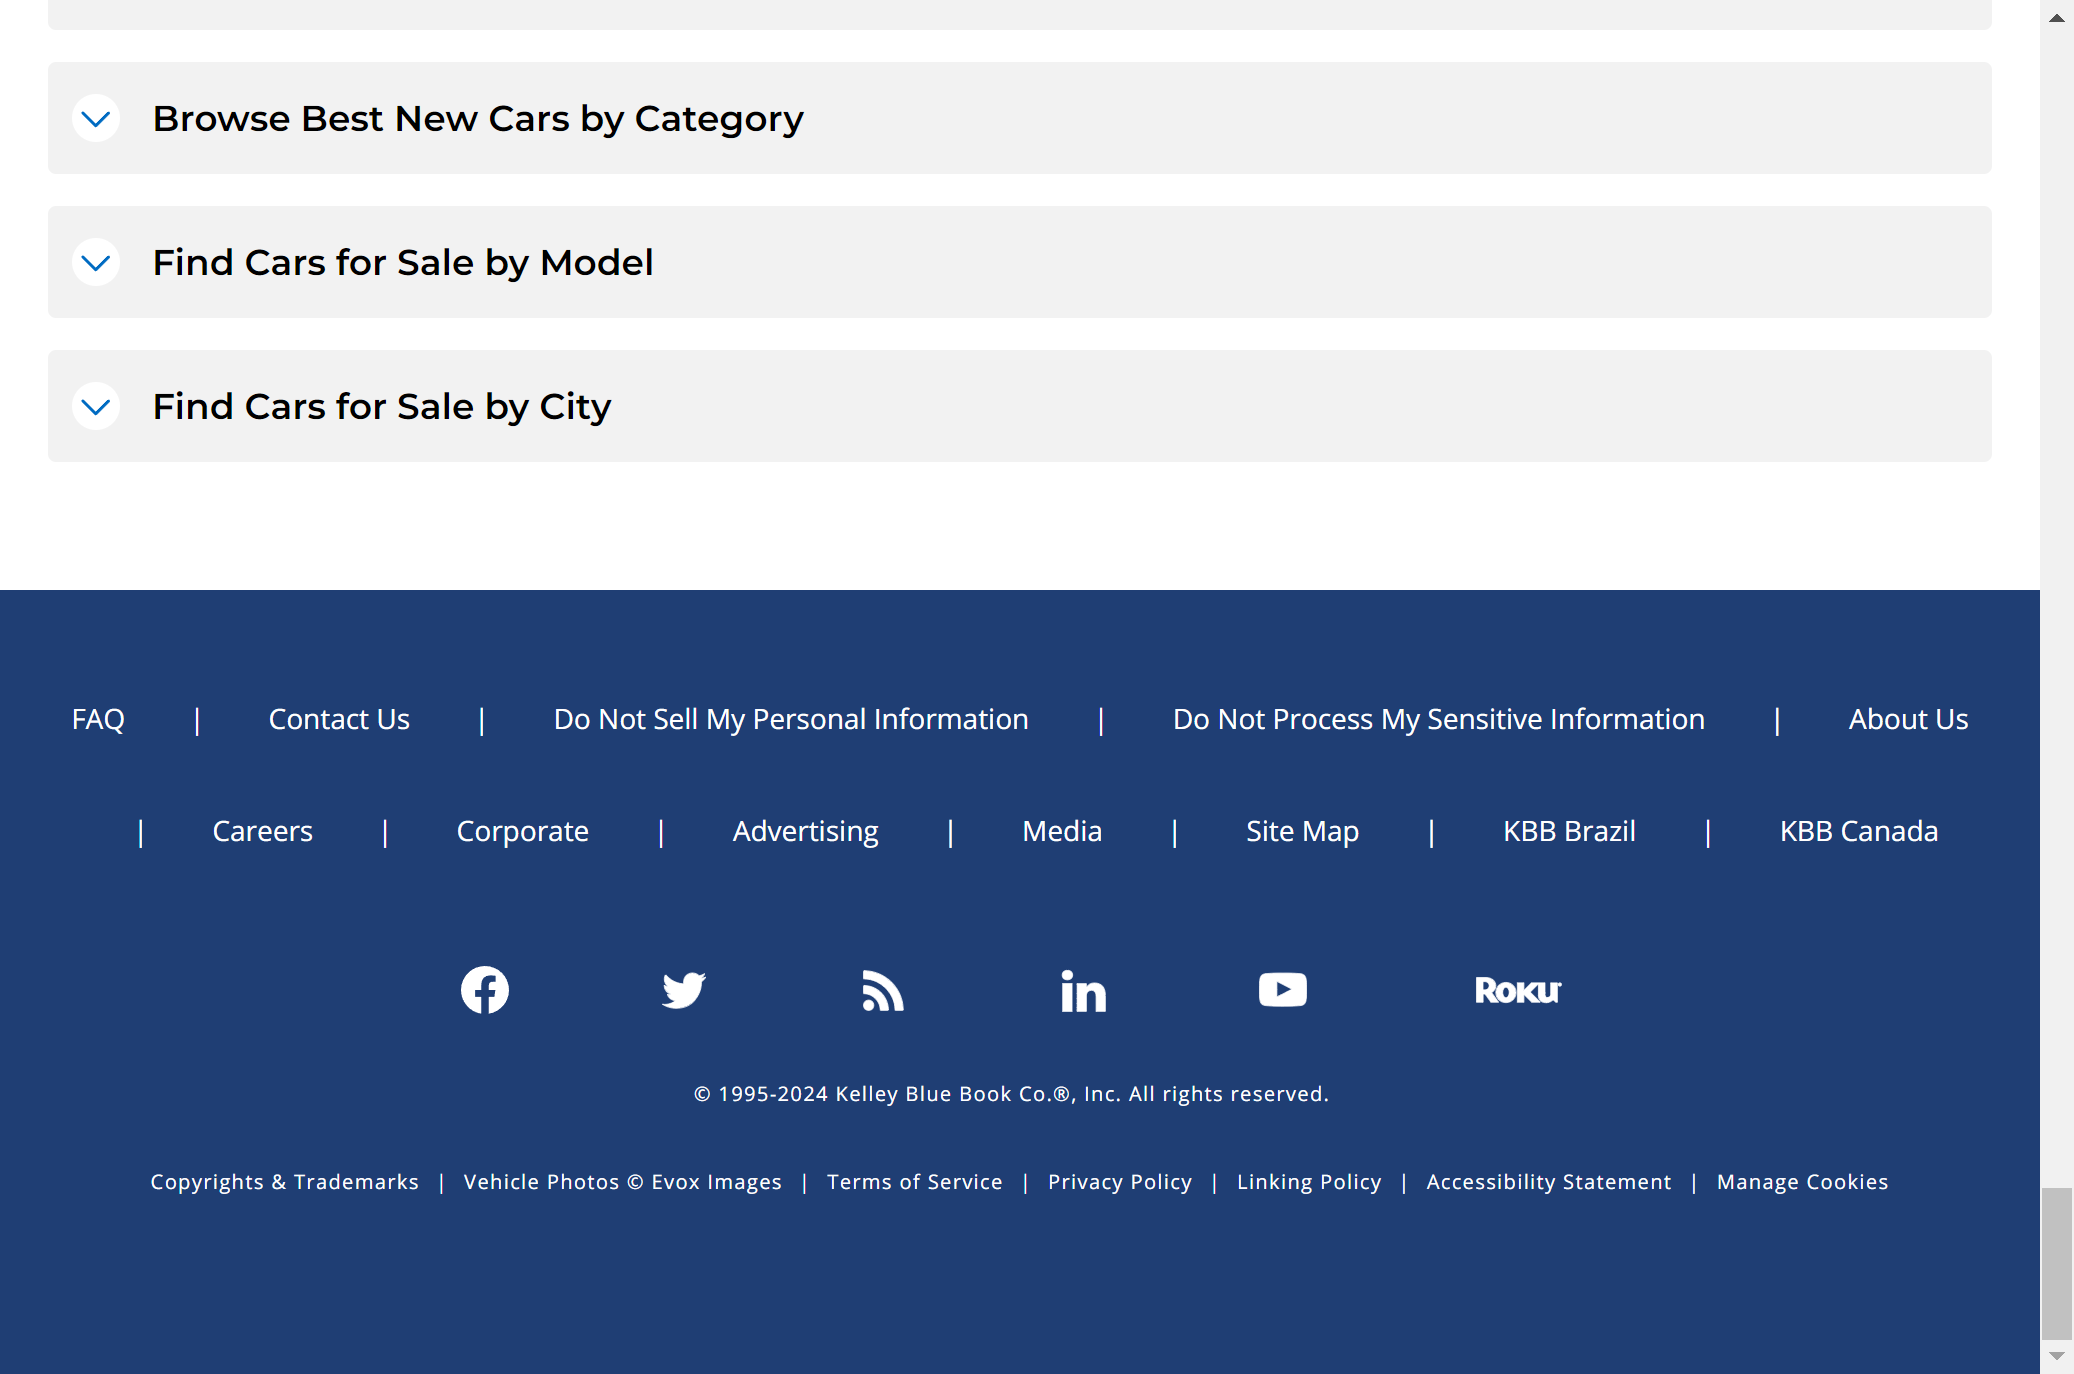 Browse Best New Cars by Category
Find Cars for Sale by Model
Find Cars for Sale by City
FAQ | Contact Us | Do Not Sell My Personal Information | Do Not Process My Sensitive Information | About Us
| Careers | Corporate | Advertising | Media | Site Map | KBB Brazil | KBB Canada
in Roku
© 1995-2024 Kelley Blue Book Co.®, Inc. All rights reserved.
Copyrights & Trademarks | Vehicle Photos © Evox Images | Terms of Service | Privacy Policy | Linking Policy | Accessibility Statement | Manage Cookies